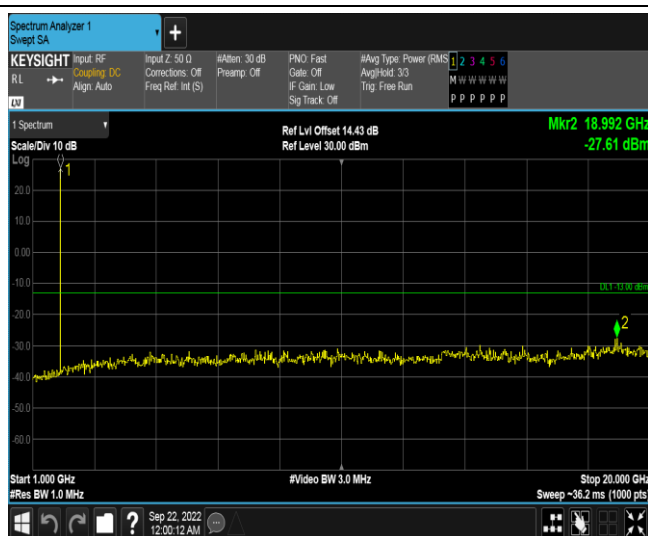 Spectrum Analyzer 1
Swept SA
+
KEYSIGHT Input: RF Input Z: 50 Ω #Atten: 30 dB PNO: Fast #Avg Type: Power (RMS 1 2 3 4 5 6
RL Coupling: DC Corrections: Off Preamp: Off Gate: Off Avg|Hold: 3/3 M W W W W W
Align: Auto Freq Ref: Int (S) IF Gain: Low Trig: Free Run
Sig Track: Off P P P P P P
LXI
1 Spectrum Ref Lvl Offset 14.43 dB Mkr2 18.992 GHz
Scale/Div 10 dB Ref Level 30.00 dBm -27.61 dBm
Log
1
20.0
10.0
0.00
-10.0
DL1 -13.00 dBm
-20.0
2
-30.0
-40.0
-50.0
-60.0
Start 1.000 GHz #Video BW 3.0 MHz Stop 20.000 GHz
#Res BW 1.0 MHz Sweep ~36.2 ms (1000 pts)
? Sep 22, 2022
12:00:12 AM